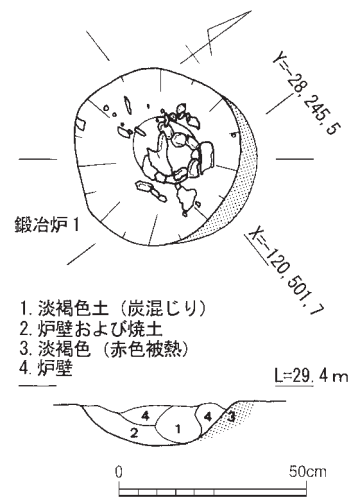 Y=-28,245.5
鍛冶炉1
X=-120,501.7
1. 淡褐色土（炭混じり）
2. 炉壁および焼土
3. 淡褐色（赤色被熱）
4. 炉壁
L=29.4m
4
4
3
2
1
0
50cm